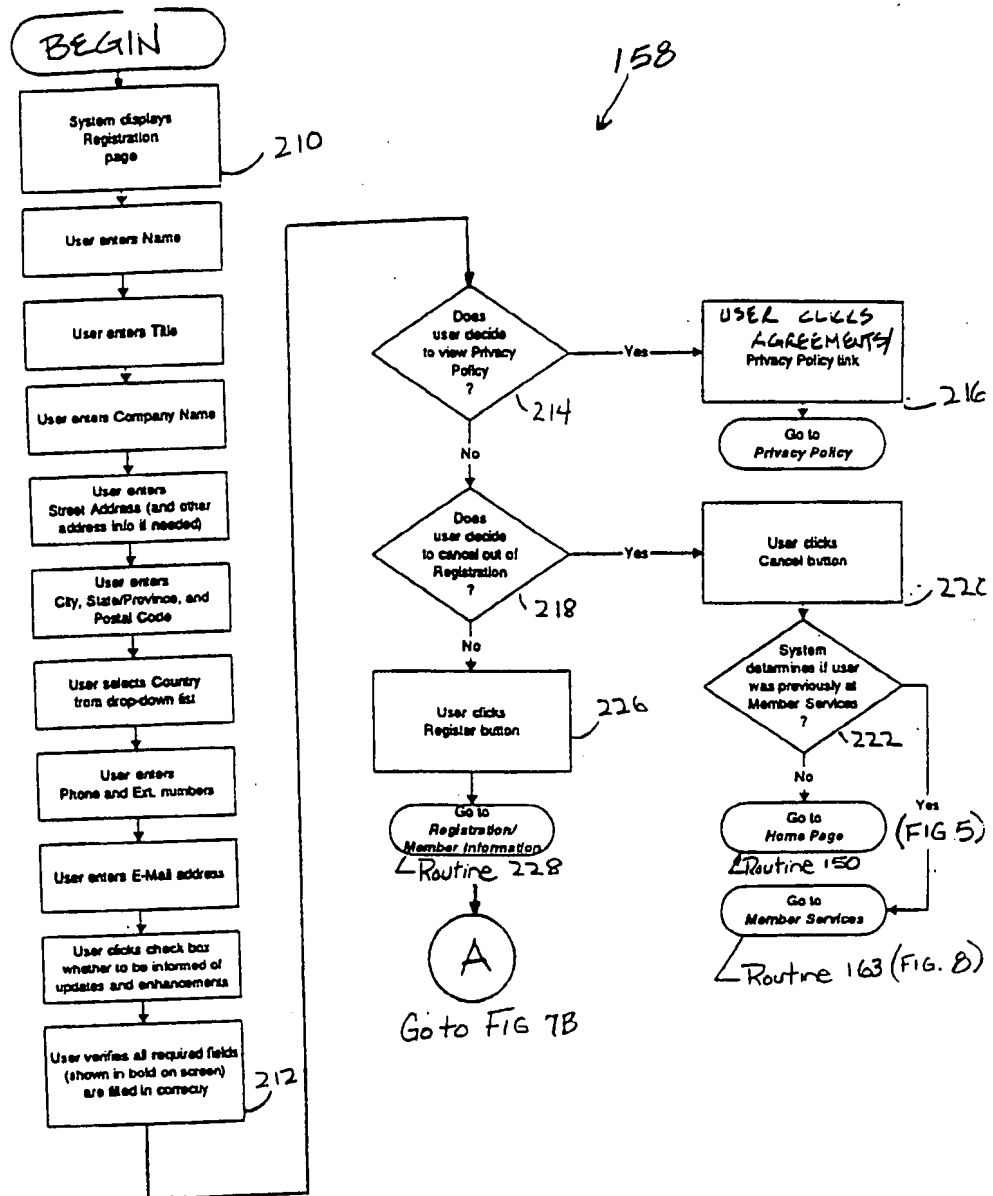 BEGIN
System displays
Registration
page
210
User enters Name
User enters Title
User enters Company Name
User enters
Street Address (and other
address info if needed)
User enters
City, State/Province, and
Postal Code
User selects Country
from drop-down list
User enters
Phone and Ext. numbers
User enters E-Mail address
User clicks check box
whether to be informed of
updates and enhancements
User verifies all required fields
(shown in bold on screen)
are filled in correctly
212
158
Does
user decide
to view Privacy
Policy
?
214
Yes
USER CLICKS
AGREEMENTS/
Privacy Policy link
216
Go to
Privacy Policy
No
Does
user decide
to cancel out of
Registration
?
218
Yes
User clicks
Cancel button
220
System
determines if user
was previously at
Member Services
?
222
No
Go to
Home Page
Routine 150
(FIG 5)
Yes
Go to
Member Services
Routine 163 (FIG. 8)
No
User clicks
Register button
226
Go to
Registration/
Member Information
Routine 228
A
Go to FIG 7B